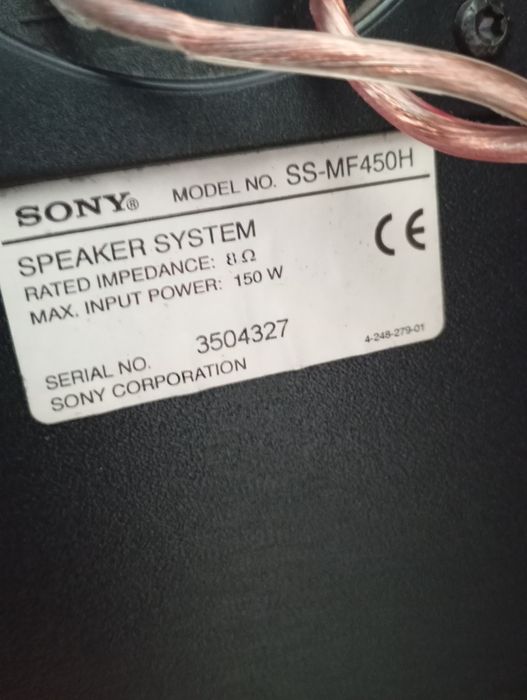 SONY® MODEL NO. SS-MF450H
SPEAKER SYSTEM
RATED IMPEDANCE: 8 Ω
MAX. INPUT POWER: 150 W
CE
SERIAL NO. 3504327
SONY CORPORATION
4-248-279-01